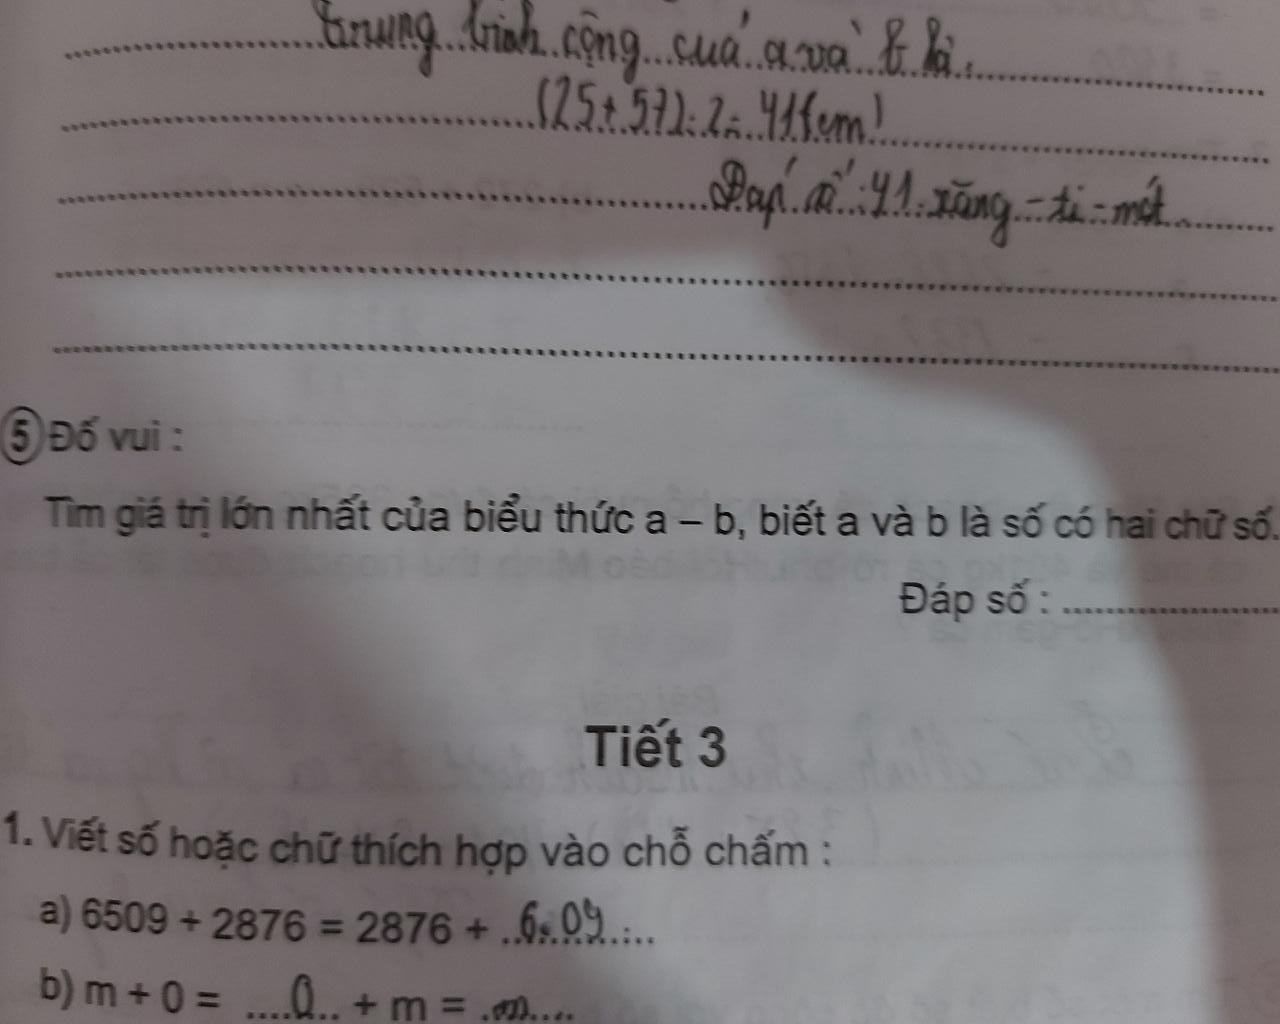 trung bình cộng của a và b là.
(25 + 57) : 2 = 41 (cm)
Đáp số : 41 xăng - ti - mét
5 Đố vui :
Tìm giá trị lớn nhất của biểu thức a – b, biết a và b là số có hai chữ số.
Đáp số : ....................
Tiết 3
1. Viết số hoặc chữ thích hợp vào chỗ chấm :
a) 6509 + 2876 = 2876 + 6509
b) m + 0 = ....0.. + m = .m....